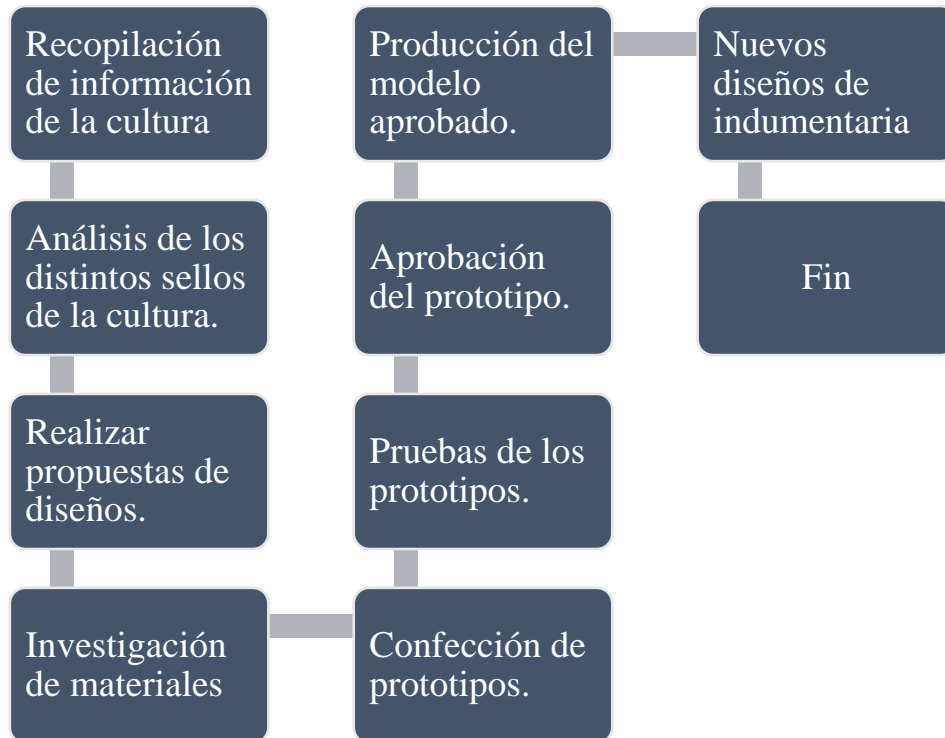 Recopilación
de información
de la cultura
Análisis de los
distintos sellos
de la cultura.
Realizar
propuestas de
diseños.
Investigación
de materiales
Confección de
prototipos.
Pruebas de los
prototipos.
Aprobación
del prototipo.
Producción del
modelo
aprobado.
Nuevos
diseños de
indumentaria
Fin